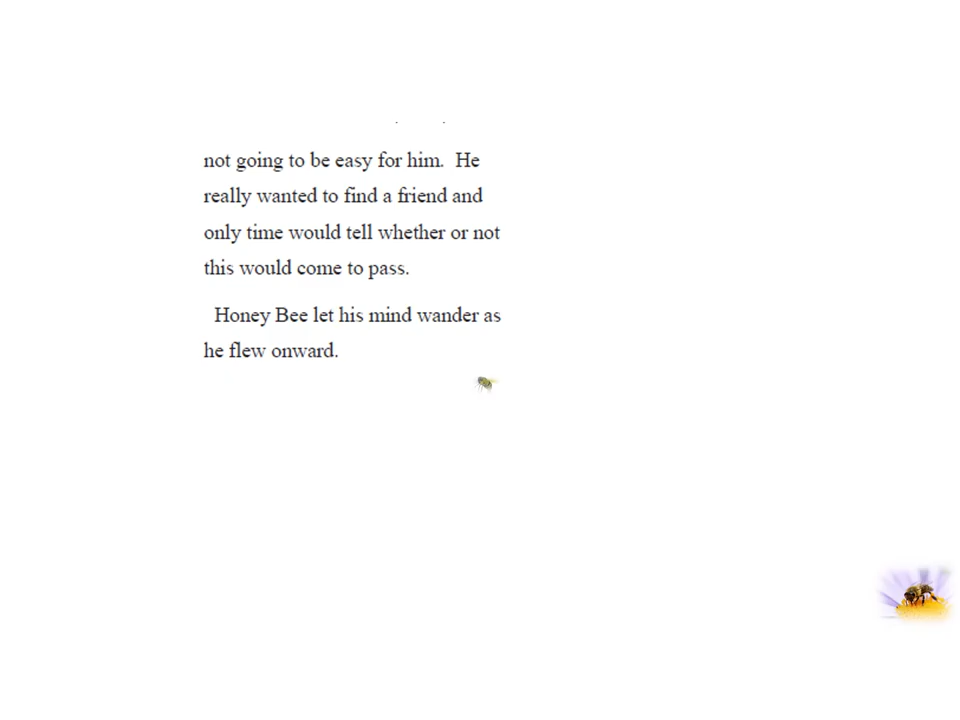 not going to be easy for him. He
really wanted to find a friend and
only time would tell whether or not
this would come to pass.
Honey Bee let his mind wander as
he flew onward.